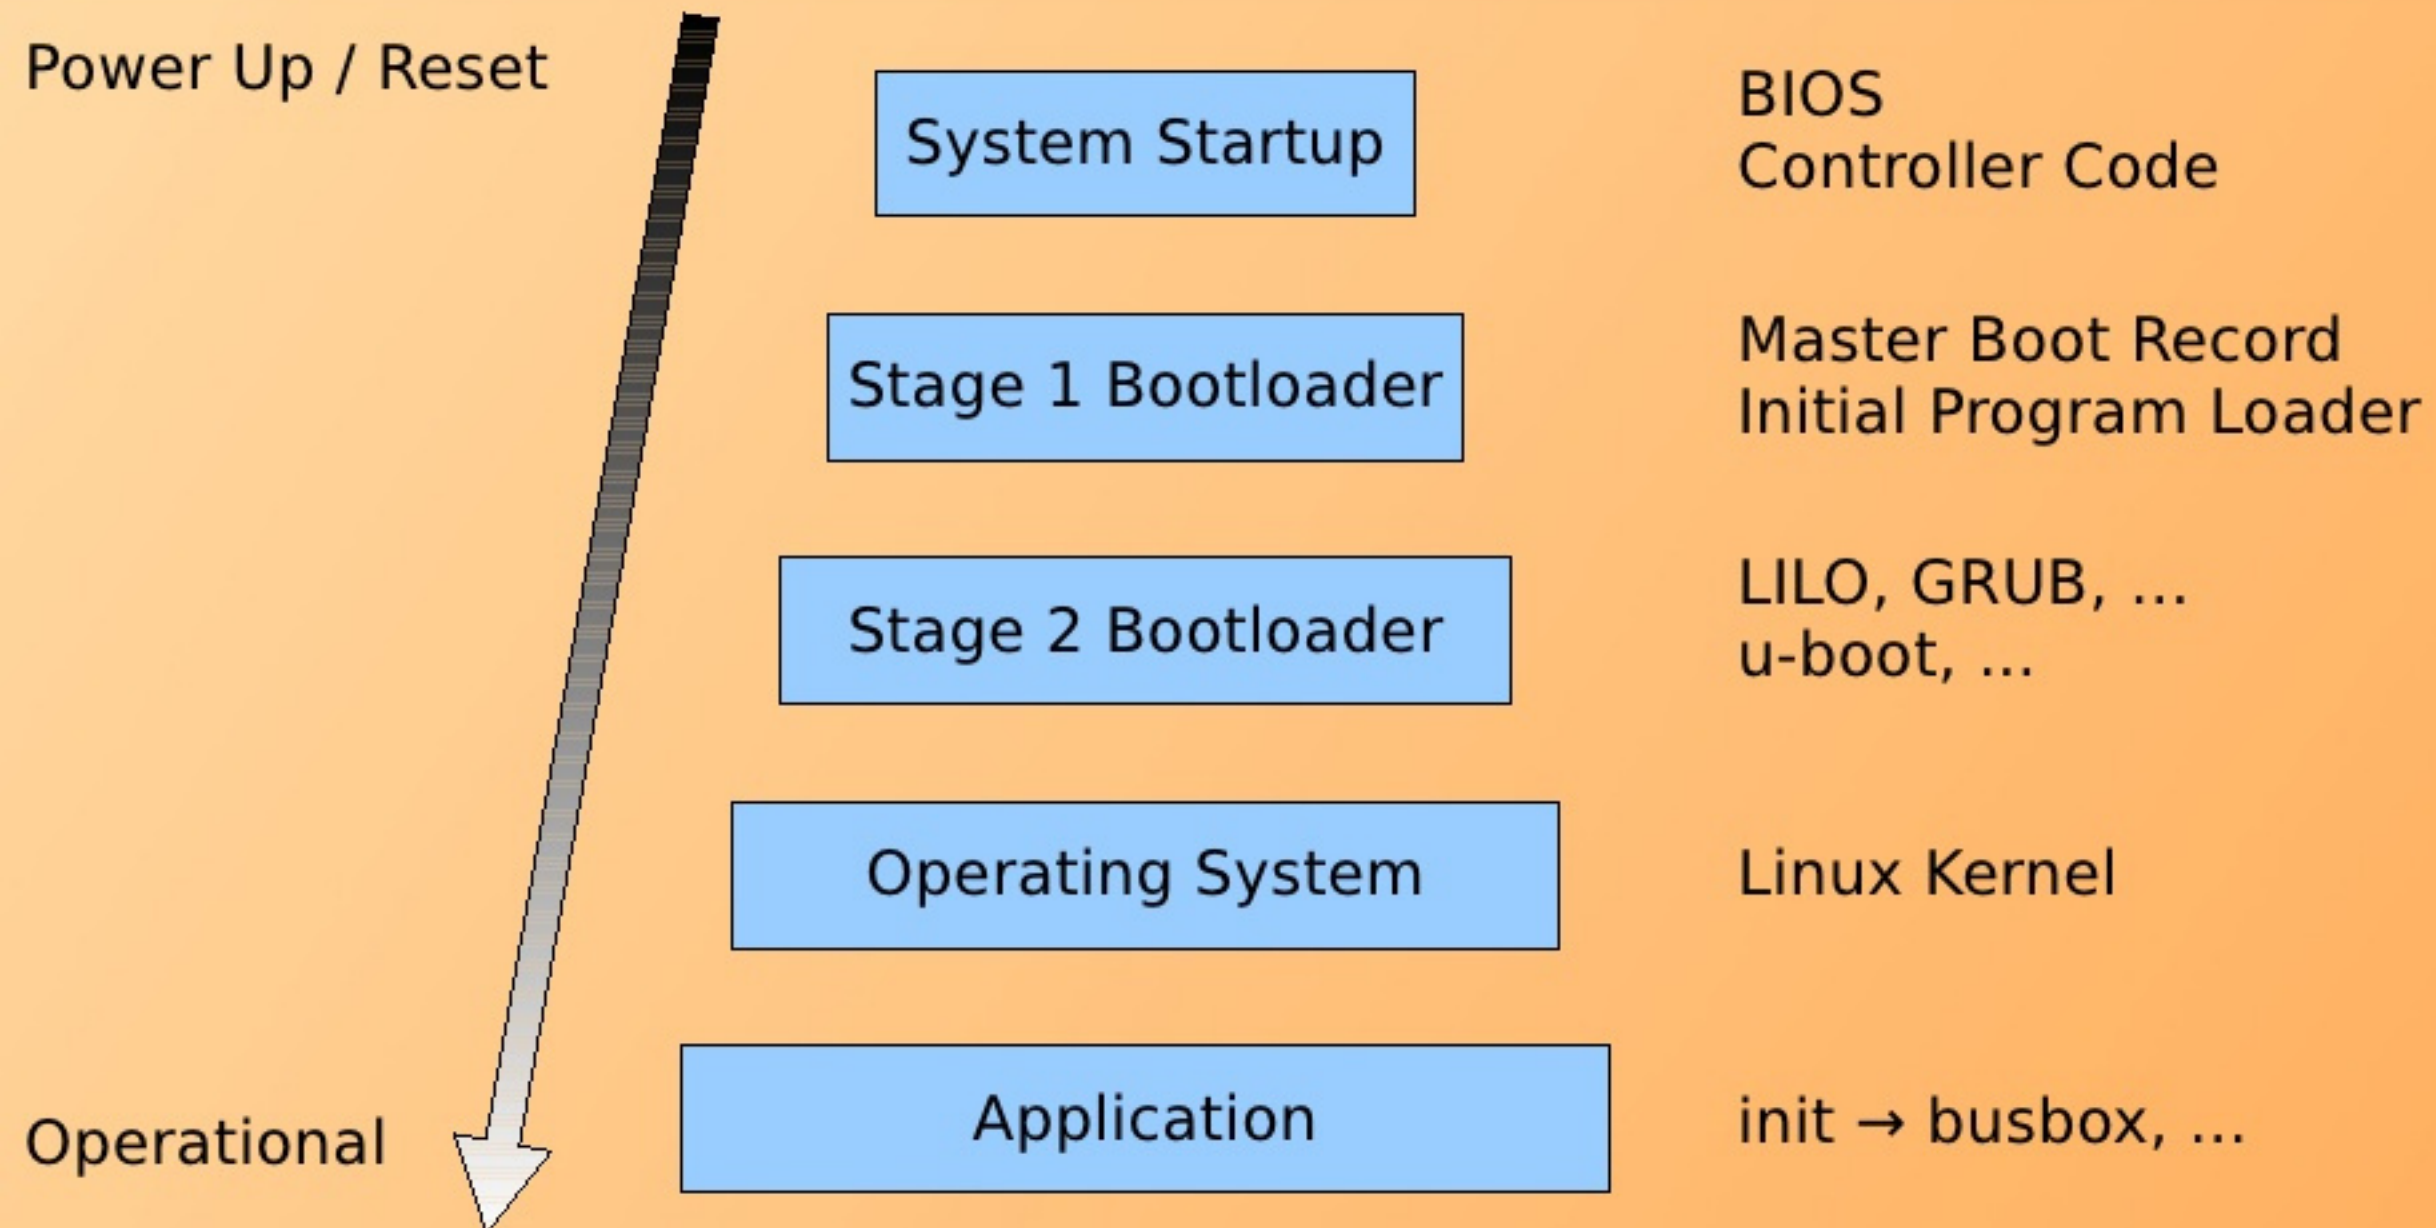 Power Up / Reset
System Startup
BIOS
Controller Code
Stage 1 Bootloader
Master Boot Record
Initial Program Loader
Stage 2 Bootloader
LILO, GRUB, ...
u-boot, ...
Operating System
Linux Kernel
Operational
Application
init → busbox, ...